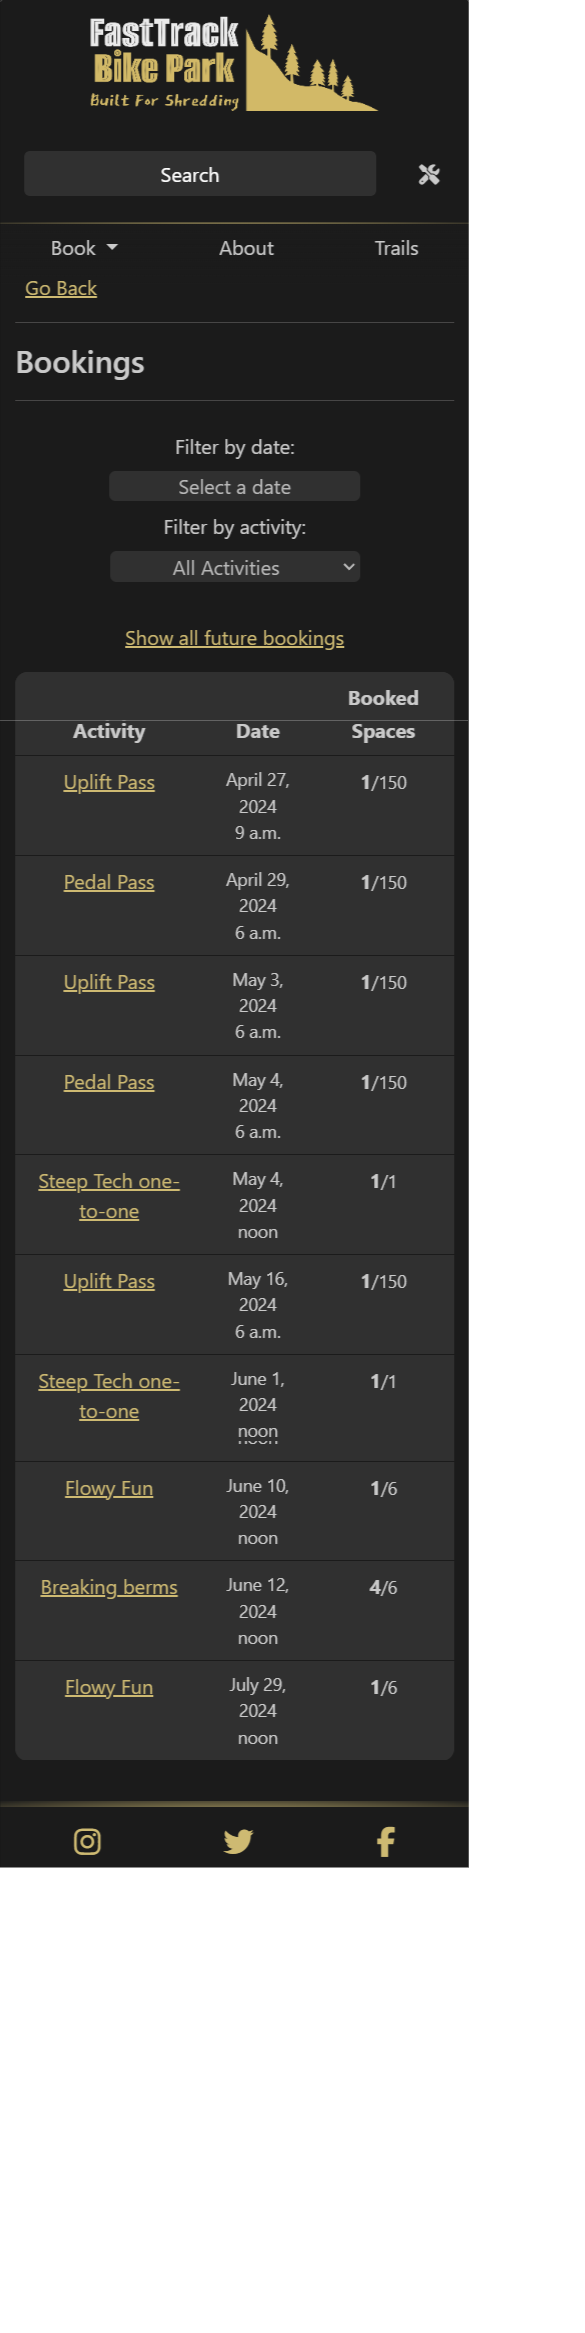 FastTrack
Bike Park
Built For Shredding
Search
Book About Trails
Go Back
Bookings
Filter by date:
Select a date
Filter by activity:
All Activities
Show all future bookings
Booked
Activity Date Spaces
Uplift Pass April 27, 1/150
2024
9 a.m.
Pedal Pass April 29, 1/150
2024
6 a.m.
Uplift Pass May 3, 1/150
2024
6 a.m.
Pedal Pass May 4, 1/150
2024
6 a.m.
Steep Tech one- May 4, 1/1
to-one 2024
noon
Uplift Pass May 16, 1/150
2024
6 a.m.
Steep Tech one- June 1, 1/1
to-one 2024
noon
Flowy Fun June 10, 1/6
2024
noon
Breaking berms June 12, 4/6
2024
noon
Flowy Fun July 29, 1/6
2024
noon